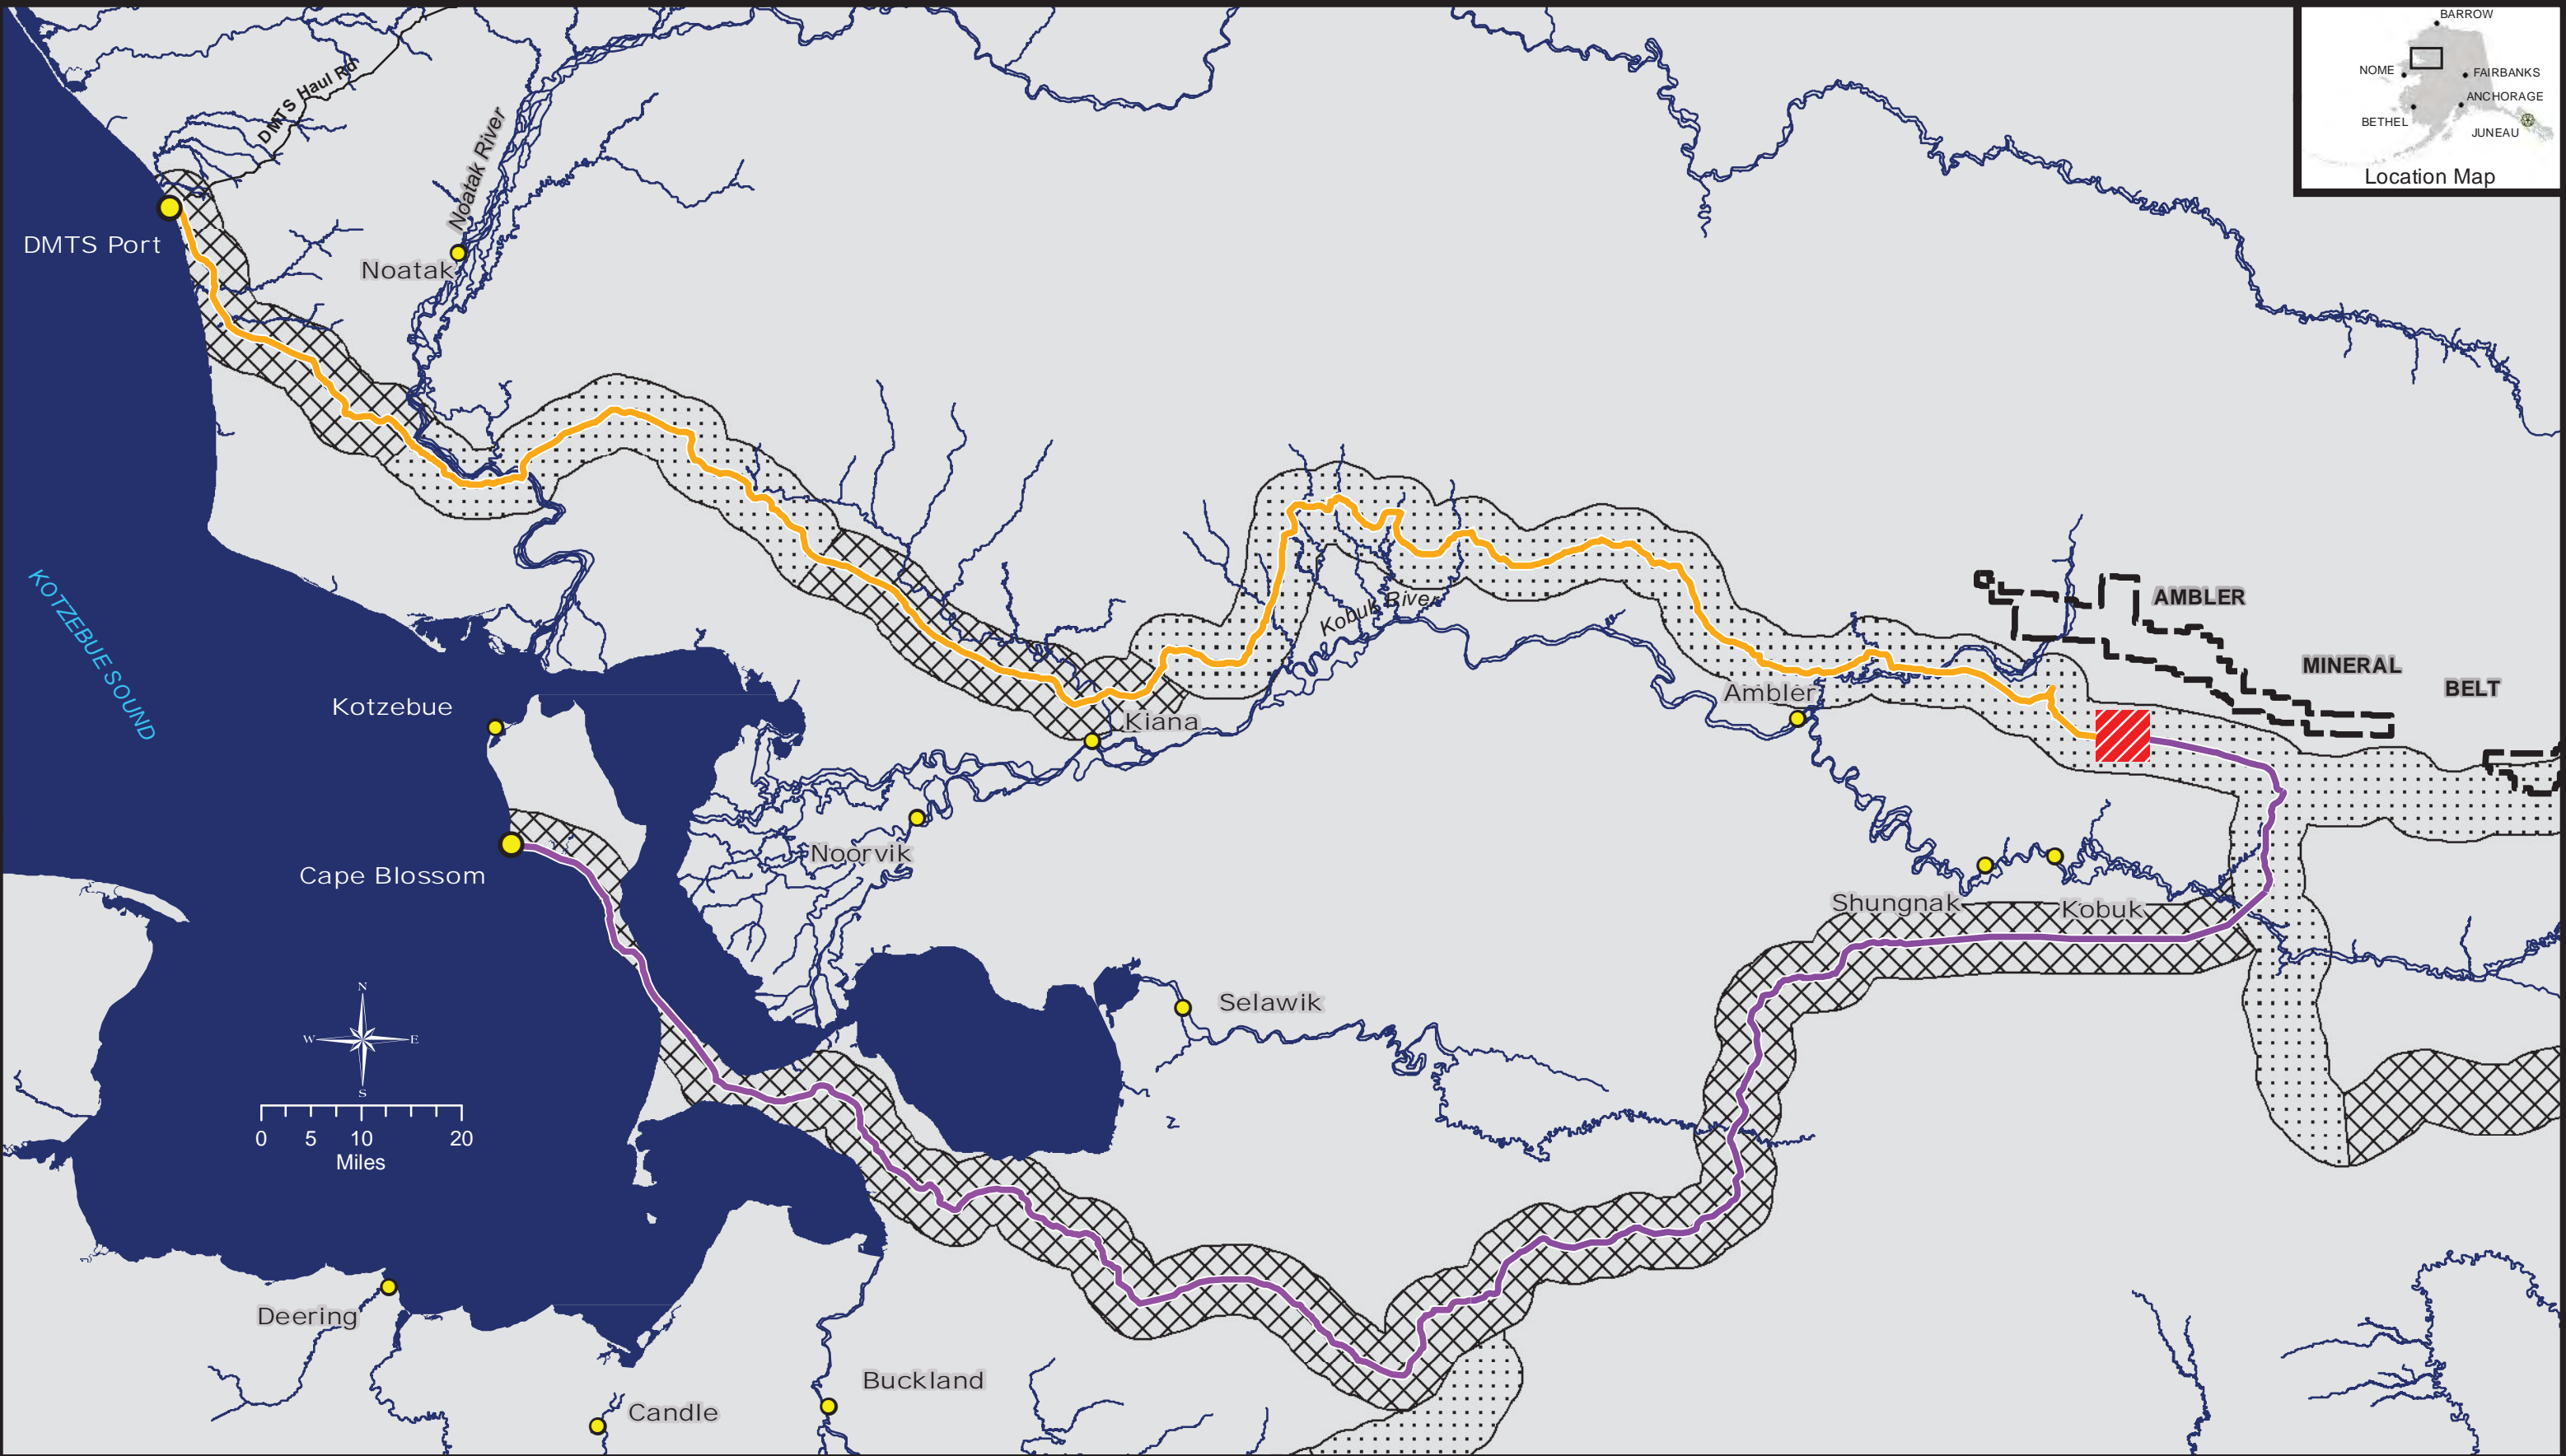 BARROW
NOME
FAIRBANKS
ANCHORAGE
BETHEL
JUNEAU
Location Map
DMTS Haul Rd
Noatak River
DMTS Port
Noatak
KOTZEBUE SOUND
Kobuk River
AMBLER
MINERAL
BELT
Ambler
Kotzebue
Kiana
Noorvik
Cape Blossom
Shungnak
Kobuk
Selawik
N
W
E
S
0 5 10 20
Miles
Deering
Buckland
Candle